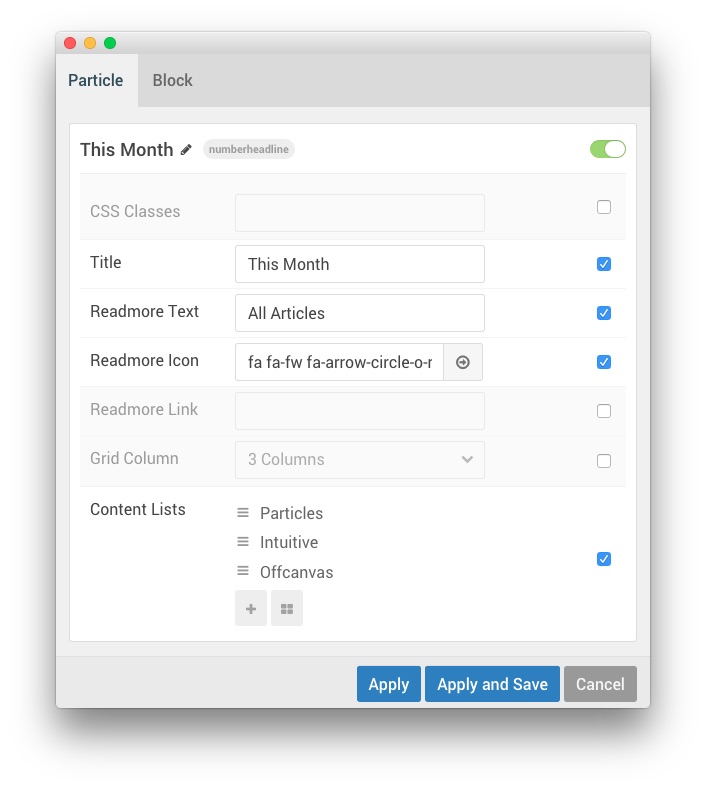 Particle Block
This Month numberheadline
CSS Classes
Title This Month
Readmore Text All Articles
Readmore Icon fa fa-fw fa-arrow-circle-o-r
Readmore Link
Grid Column 3 Columns
Content Lists Particles
Intuitive
Offcanvas
Apply Apply and Save Cancel